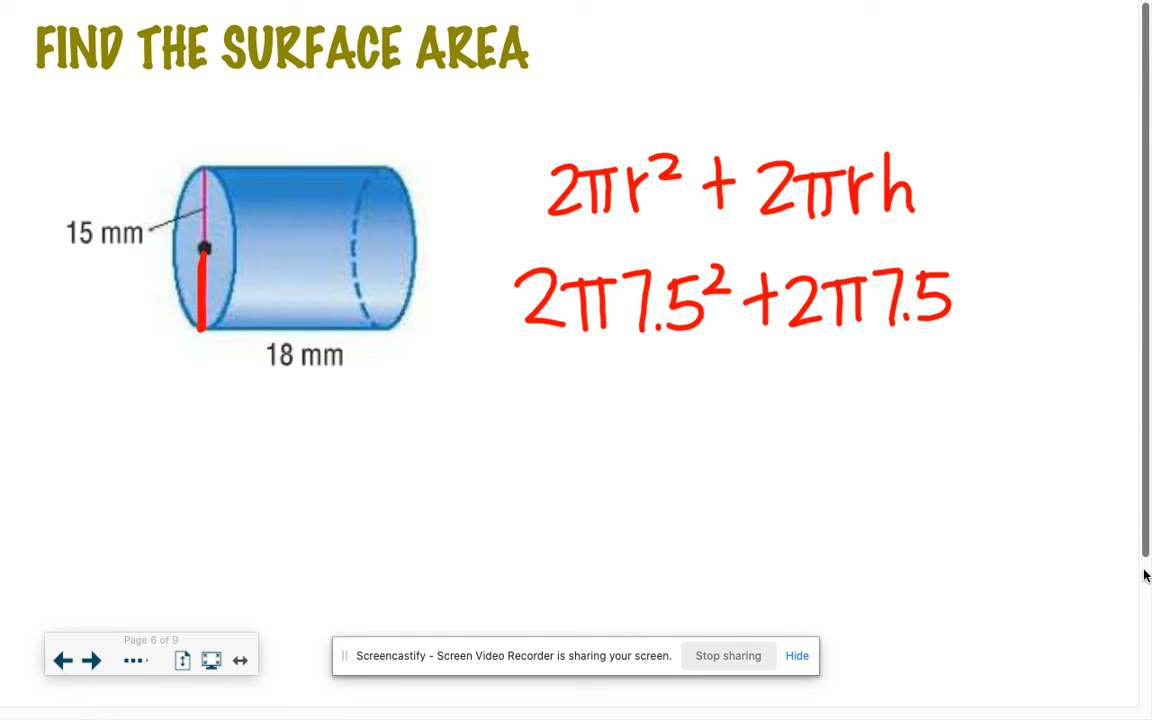 FIND THE SURFACE AREA
2πr² + 2πrh
15 mm
2π7.5² + 2π7.5
18 mm
Page 6 of 9
Screencastify - Screen Video Recorder is sharing your screen. Stop sharing Hide